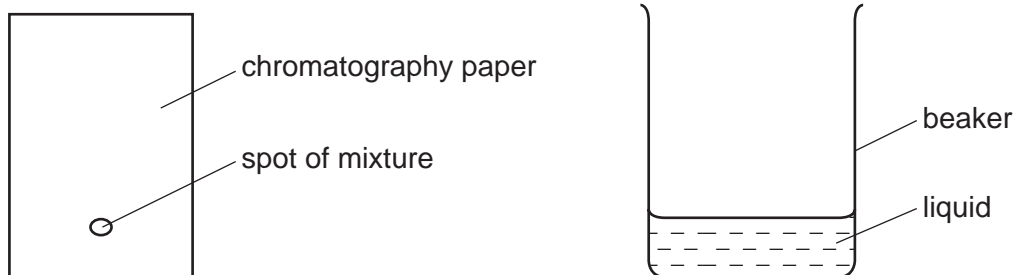 chromatography paper
spot of mixture
beaker
liquid